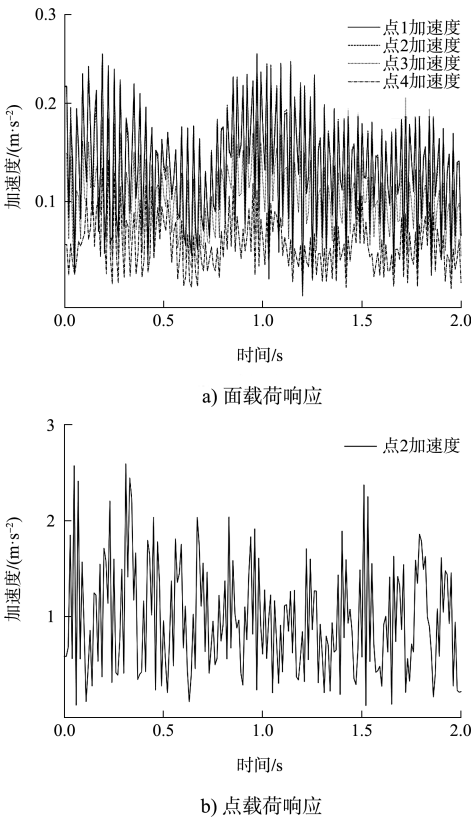 0.3
点1加速度
点2加速度
点3加速度
点4加速度
0.2
0.1
加速度/(m·s⁻²)
0.0 0.5 1.0 1.5 2.0
时间/s
a) 面载荷响应
3
点2加速度
2
1
加速度/(m·s⁻²)
0.0 0.5 1.0 1.5 2.0
时间/s
b) 点载荷响应